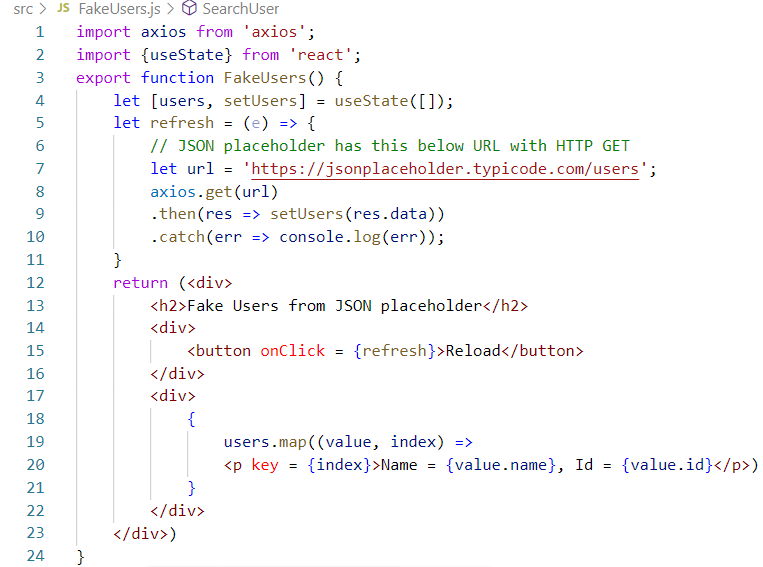 src > JS FakeUsers.js > SearchUser
1 import axios from 'axios';
2 import {useState} from 'react';
3 export function FakeUsers() {
4     let [users, setUsers] = useState([]);
5     let refresh = (e) => {
6         // JSON placeholder has this below URL with HTTP GET
7         let url = 'https://jsonplaceholder.typicode.com/users';
8         axios.get(url)
9         .then(res => setUsers(res.data))
10         .catch(err => console.log(err));
11     }
12     return (<div>
13         <h2>Fake Users from JSON placeholder</h2>
14         <div>
15             <button onClick = {refresh}>Reload</button>
16         </div>
17         <div>
18             {
19                 users.map((value, index) =>
20                 <p key = {index}>Name = {value.name}, Id = {value.id}</p>)
21             }
22         </div>
23     </div>)
24 }